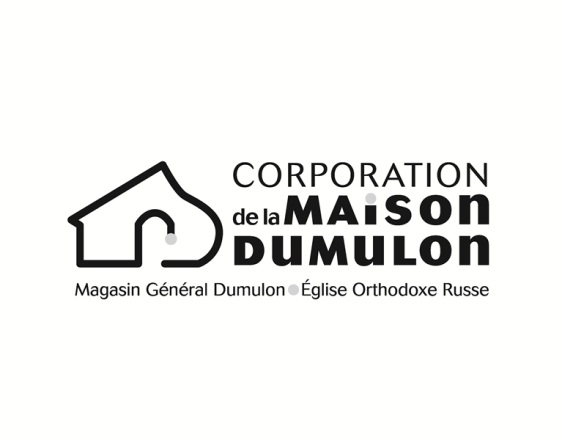 CORPORATION
de la MAiSON
DUMULON
Magasin Général Dumulon Église Orthodoxe Russe